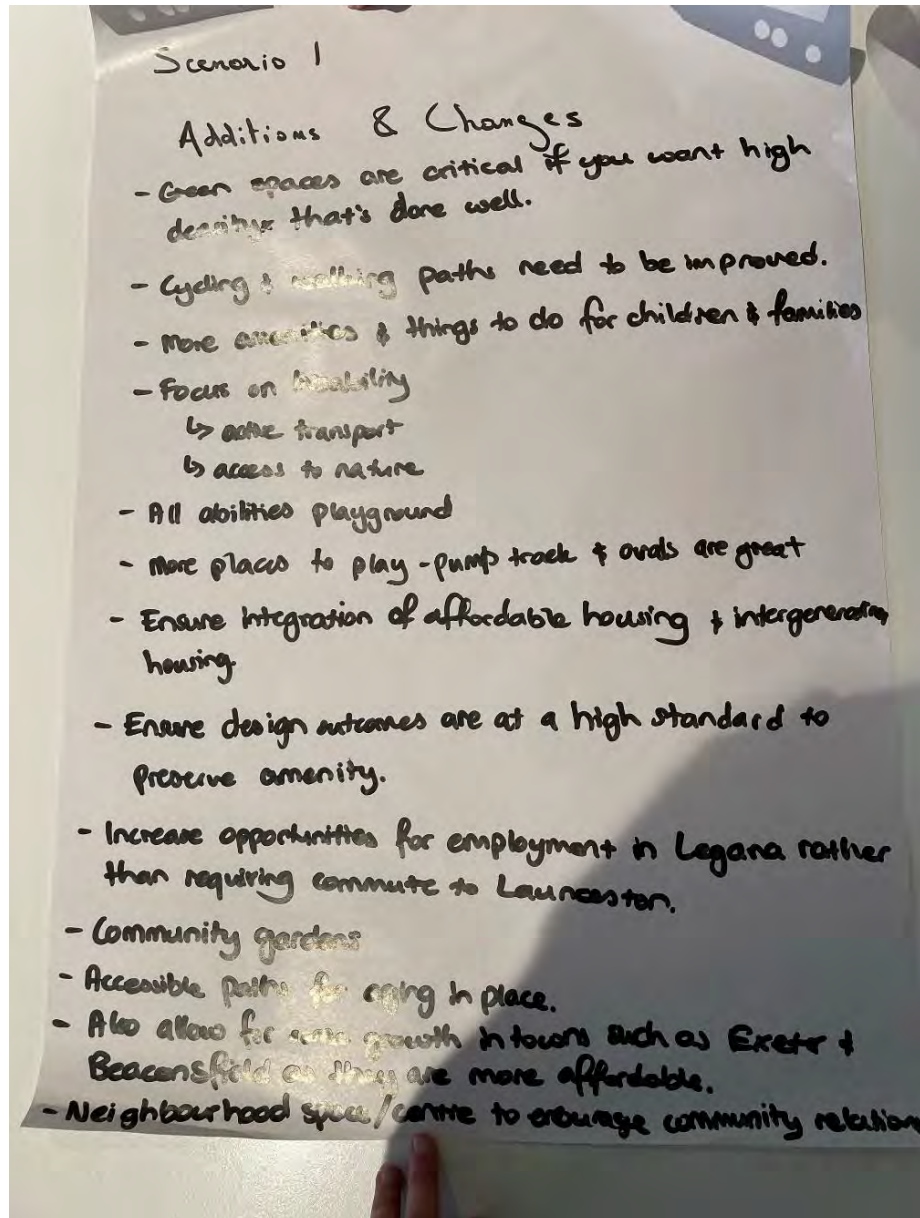 Scenario 1
Additions & Changes
- Green spaces are critical if you want high
density that's done well.
- Cycling & walking paths need to be improved.
- More amenities & things to do for children & families
- Focus on liveability
↳ active transport
↳ access to nature
- All abilities playground
- More places to play - pump track & ovals are great
- Ensure integration of affordable housing &
housing.
- Ensure design outcomes are at a high standard to
preserve amenity.
- Increase opportunities for employment in Legana rather
than requiring commute to Launceston.
- Community gardens
- Accessible paths for aging in place.
- Also allow for growth in towns such as Exeter &
Beaconsfield as they are more affordable.
- Neighbourhood space/centre to encourage community